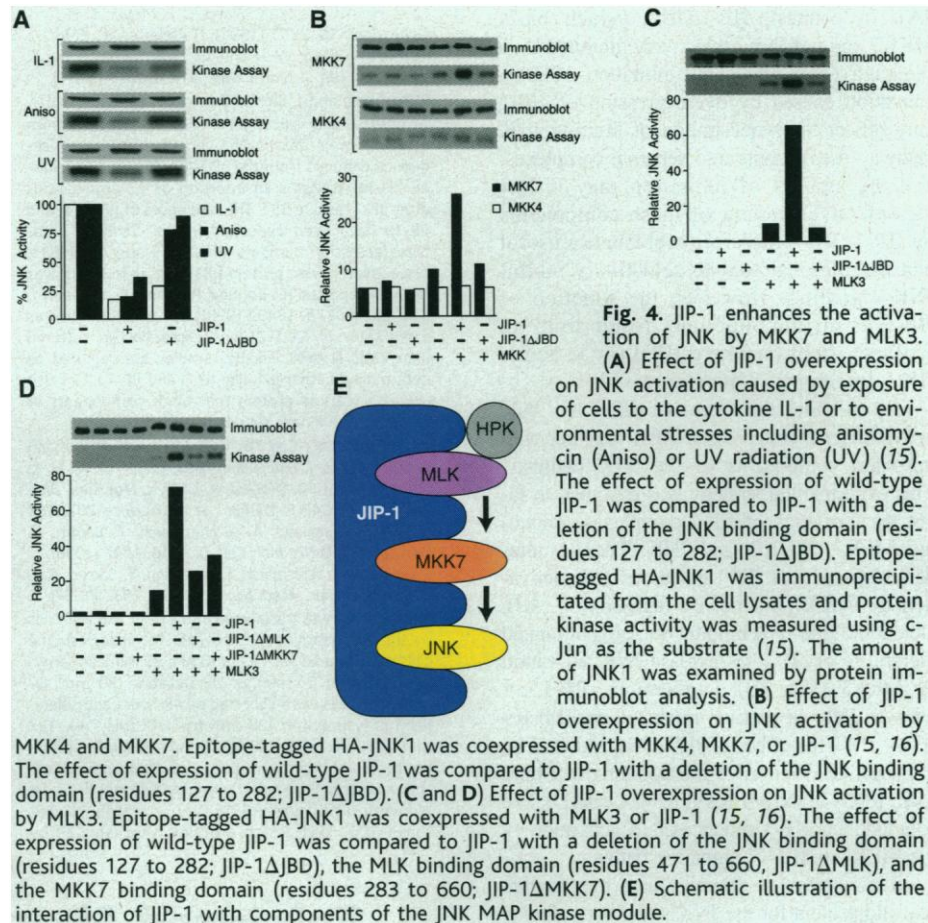 A
IL-1
Immunoblot
Kinase Assay
Aniso
Immunoblot
Kinase Assay
UV
Immunoblot
Kinase Assay
% JNK Activity
100
75
50
25
0
IL-1
Aniso
UV
– + – JIP-1
– – + JIP-1ΔJBD
B
MKK7
Immunoblot
Kinase Assay
MKK4
Immunoblot
Kinase Assay
Relative JNK Activity
40
30
20
10
0
MKK7
MKK4
– + – – + – JIP-1
– – + – – + JIP-1ΔJBD
– – – + + + MKK
C
Immunoblot
Kinase Assay
Relative JNK Activity
80
60
40
20
0
– + – – + – JIP-1
– – + – – + JIP-1ΔJBD
– – – + + + MLK3
D
Immunoblot
Kinase Assay
Relative JNK Activity
80
60
40
20
0
– + – – – + – – JIP-1
– – + – – – + – JIP-1ΔMLK
– – – + – – – + JIP-1ΔMKK7
– – – – + + + + MLK3
E
HPK
MLK
JIP-1
MKK7
JNK
Fig. 4. JIP-1 enhances the activa-
tion of JNK by MKK7 and MLK3.
(A) Effect of JIP-1 overexpression
on JNK activation caused by exposure
of cells to the cytokine IL-1 or to envi-
ronmental stresses including anisomy-
cin (Aniso) or UV radiation (UV) (15).
The effect of expression of wild-type
JIP-1 was compared to JIP-1 with a de-
letion of the JNK binding domain (resi-
dues 127 to 282; JIP-1ΔJBD). Epitope-
tagged HA-JNK1 was immunoprecipi-
tated from the cell lysates and protein
kinase activity was measured using c-
Jun as the substrate (15). The amount
of JNK1 was examined by protein im-
munoblot analysis. (B) Effect of JIP-1
overexpression on JNK activation by
MKK4 and MKK7. Epitope-tagged HA-JNK1 was coexpressed with MKK4, MKK7, or JIP-1 (15, 16).
The effect of expression of wild-type JIP-1 was compared to JIP-1 with a deletion of the JNK binding
domain (residues 127 to 282; JIP-1ΔJBD). (C and D) Effect of JIP-1 overexpression on JNK activation
by MLK3. Epitope-tagged HA-JNK1 was coexpressed with MLK3 or JIP-1 (15, 16). The effect of
expression of wild-type JIP-1 was compared to JIP-1 with a deletion of the JNK binding domain
(residues 127 to 282; JIP-1ΔJBD), the MLK binding domain (residues 471 to 660, JIP-1ΔMLK), and
the MKK7 binding domain (residues 283 to 660; JIP-1ΔMKK7). (E) Schematic illustration of the
interaction of JIP-1 with components of the JNK MAP kinase module.